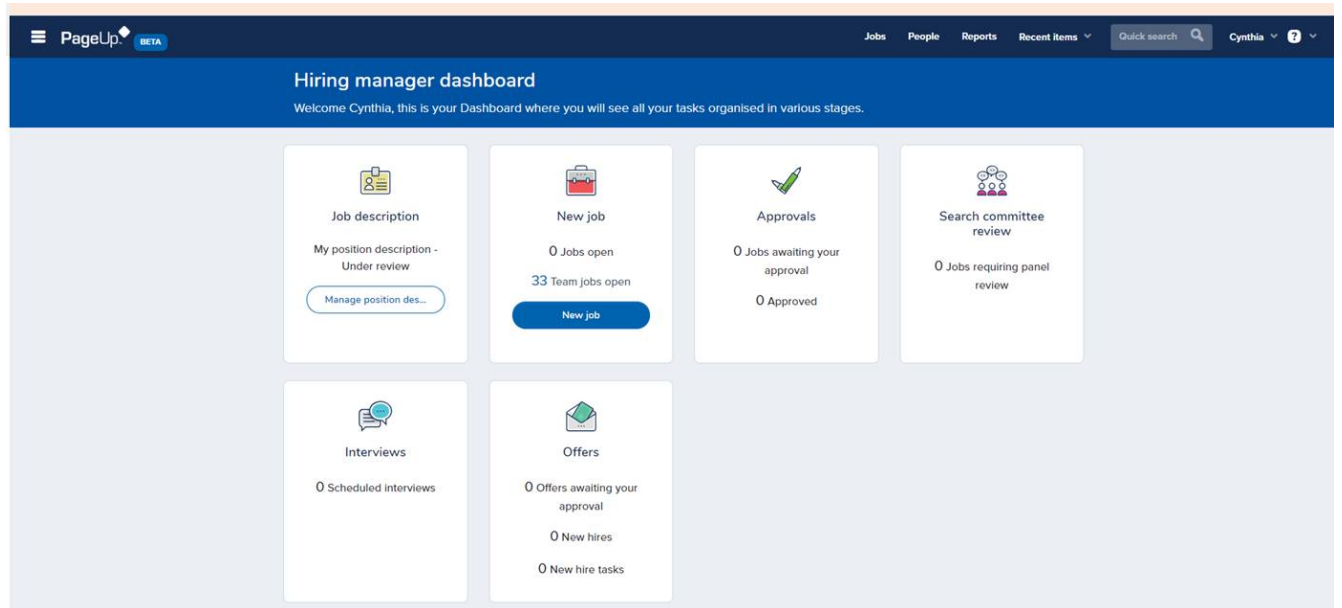 PageUp. BETA
Jobs People Reports Recent items Quick search Cynthia ?
Hiring manager dashboard
Welcome Cynthia, this is your Dashboard where you will see all your tasks organised in various stages.
Job description
My position description -
Under review
Manage position des...
New job
0 Jobs open
33 Team jobs open
New job
Approvals
0 Jobs awaiting your
approval
0 Approved
Search committee
review
0 Jobs requiring panel
review
Interviews
0 Scheduled interviews
Offers
0 Offers awaiting your
approval
0 New hires
0 New hire tasks